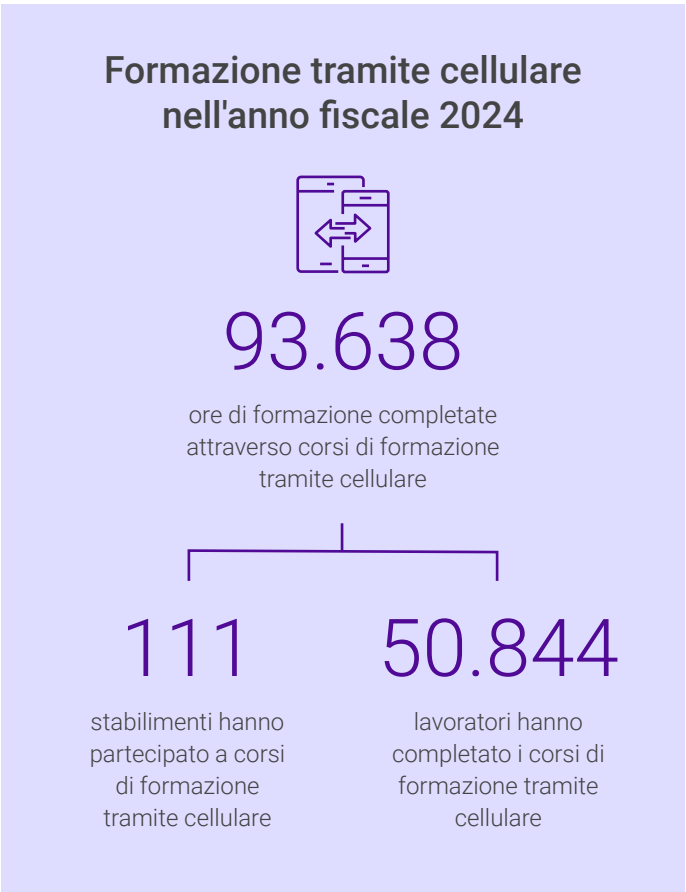 Formazione tramite cellulare
nell'anno fiscale 2024
93.638
ore di formazione completate
attraverso corsi di formazione
tramite cellulare
111
stabilimenti hanno
partecipato a corsi
di formazione
tramite cellulare
50.844
lavoratori hanno
completato i corsi di
formazione tramite
cellulare